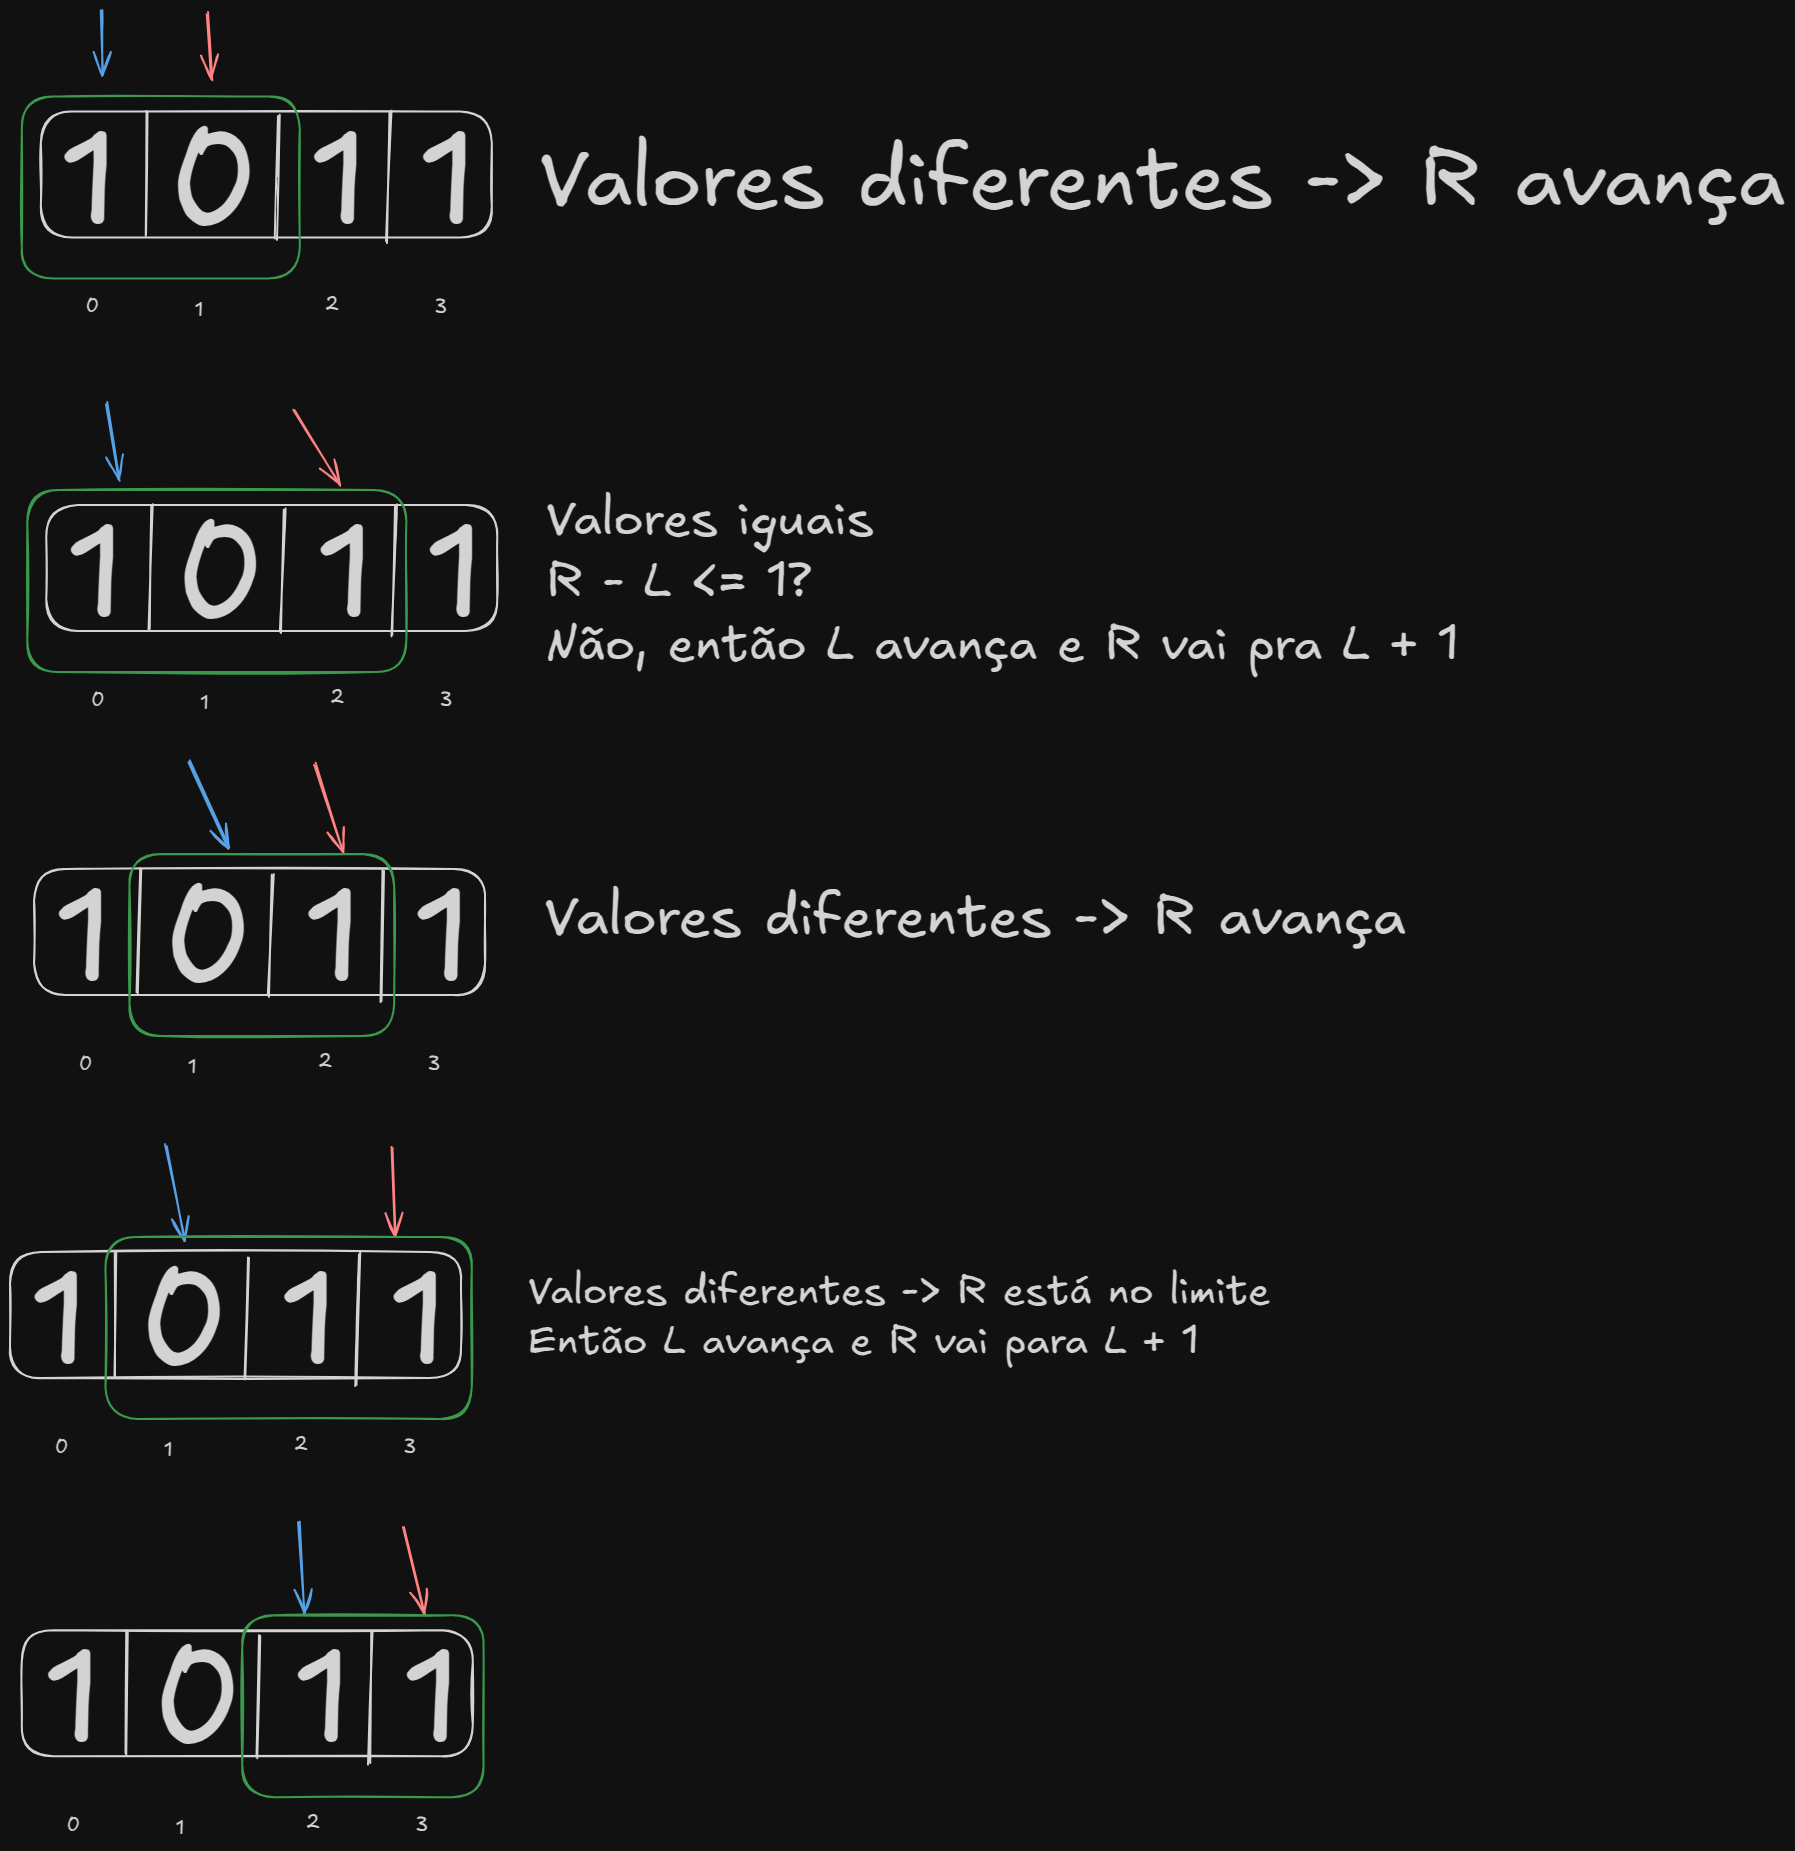 1 0 1 1
Valores diferentes -> R avança
0 1 2 3
1 0 1 1
Valores iguais
R - L <= 1?
Não, então L avança e R vai pra L + 1
0 1 2 3
1 0 1 1
Valores diferentes -> R avança
0 1 2 3
1 0 1 1
Valores diferentes -> R está no limite
Então L avança e R vai para L + 1
0 1 2 3
1 0 1 1
0 1 2 3